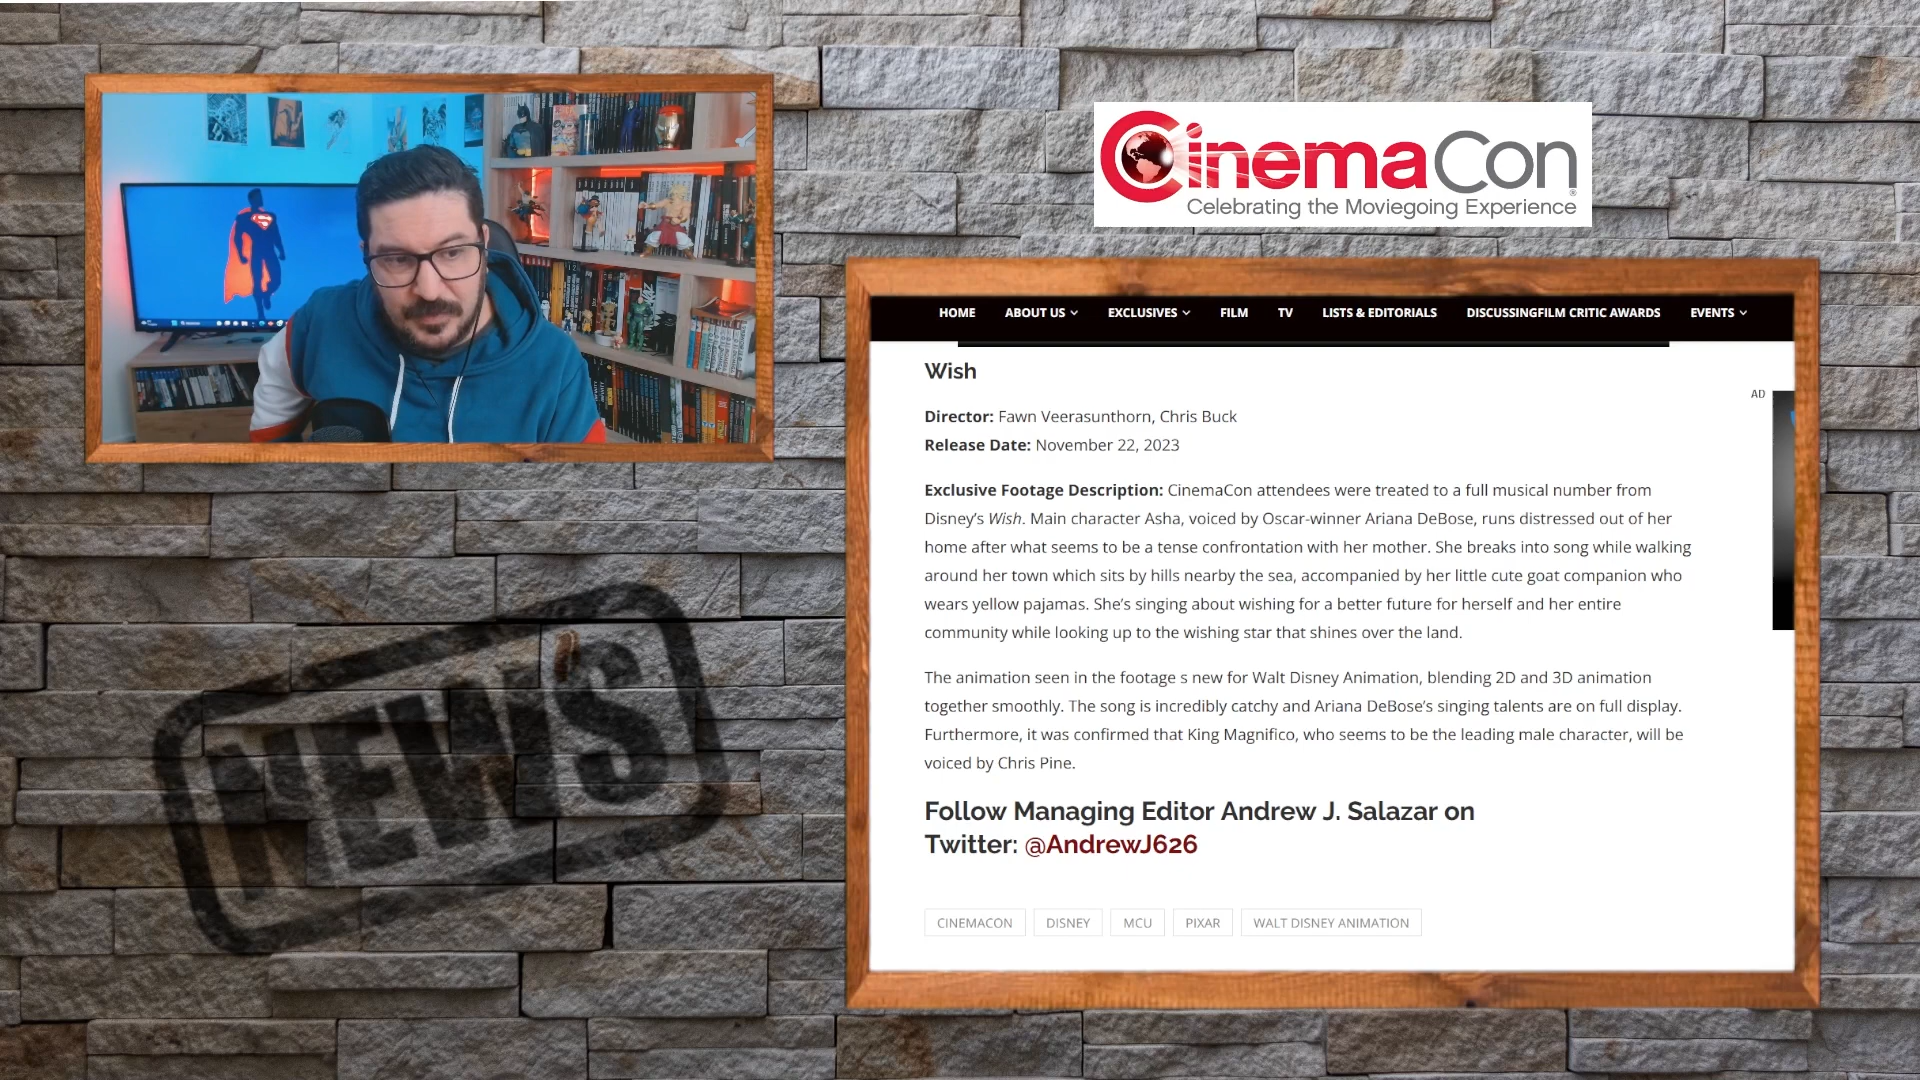 CinemaCon
Celebrating the Moviegoing Experience
HOME ABOUT US EXCLUSIVES FILM TV LISTS & EDITORIALS DISCUSSINGFILM CRITIC AWARDS EVENTS
Wish
AD
Director: Fawn Veerasunthorn, Chris Buck
Release Date: November 22, 2023
Exclusive Footage Description: CinemaCon attendees were treated to a full musical number from
Disney’s Wish. Main character Asha, voiced by Oscar-winner Ariana DeBose, runs distressed out of her
home after what seems to be a tense confrontation with her mother. She breaks into song while walking
around her town which sits by hills nearby the sea, accompanied by her little cute goat companion who
wears yellow pajamas. She’s singing about wishing for a better future for herself and her entire
community while looking up to the wishing star that shines over the land.
The animation seen in the footage s new for Walt Disney Animation, blending 2D and 3D animation
together smoothly. The song is incredibly catchy and Ariana DeBose’s singing talents are on full display.
Furthermore, it was confirmed that King Magnifico, who seems to be the leading male character, will be
voiced by Chris Pine.
Follow Managing Editor Andrew J. Salazar on
Twitter: @AndrewJ626
CINEMACON DISNEY MCU PIXAR WALT DISNEY ANIMATION
NEW'S